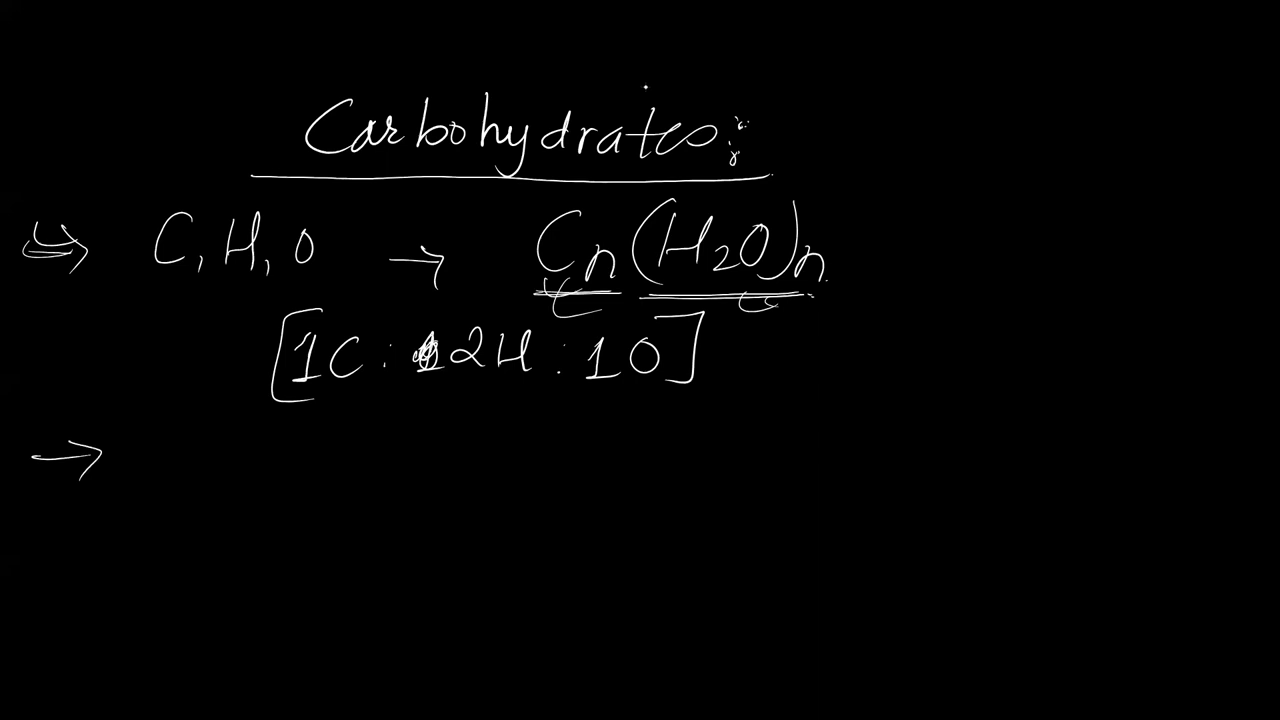 Carbohydrates:
⇒ C, H, O → Cn(H2O)n
[1C : 2H : 1O]
→